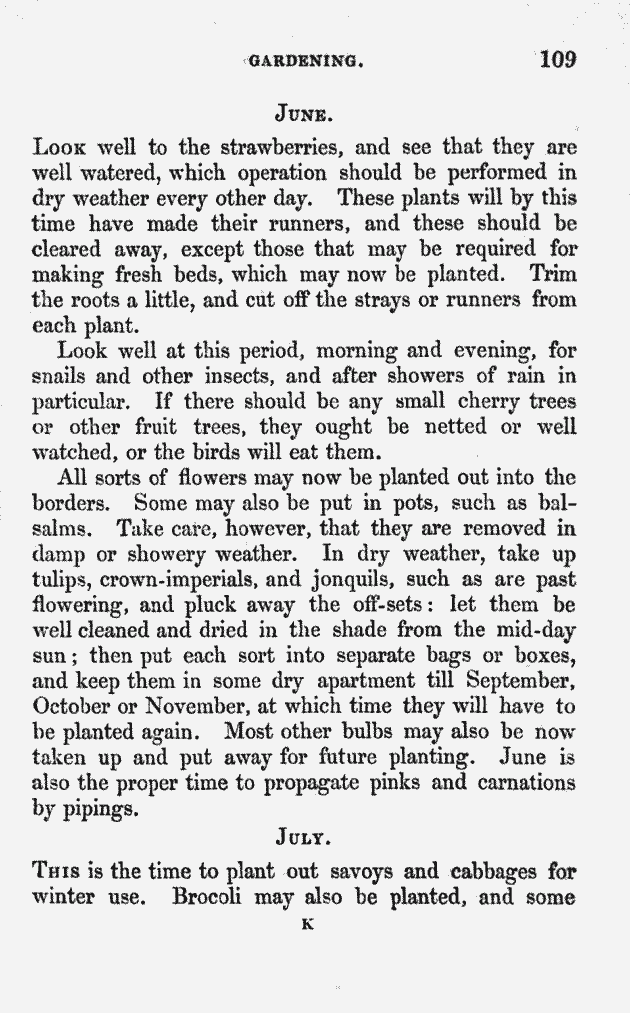 GARDENING. 109
JUNE.
LOOK well to the strawberries, and see that they are
well watered, which operation should be performed in
dry weather every other day. These plants will by this
time have made their runners, and these should be
cleared away, except those that may be required for
making fresh beds, which may now be planted. Trim
the roots a little, and cut off the strays or runners from
each plant.
Look well at this period, morning and evening, for
snails and other insects, and after showers of rain in
particular. If there should be any small cherry trees
or other fruit trees, they ought be netted or well
watched, or the birds will eat them.
All sorts of flowers may now be planted out into the
borders. Some may also be put in pots, such as bal-
salms. Take care, however, that they are removed in
damp or showery weather. In dry weather, take up
tulips, crown-imperials, and jonquils, such as are past
flowering, and pluck away the off-sets: let them be
well cleaned and dried in the shade from the mid-day
sun; then put each sort into separate bags or boxes,
and keep them in some dry apartment till September,
October or November, at which time they will have to
be planted again. Most other bulbs may also be now
taken up and put away for future planting. June is
also the proper time to propagate pinks and carnations
by pipings.
JULY.
THIS is the time to plant out savoys and cabbages for
winter use. Brocoli may also be planted, and some
K